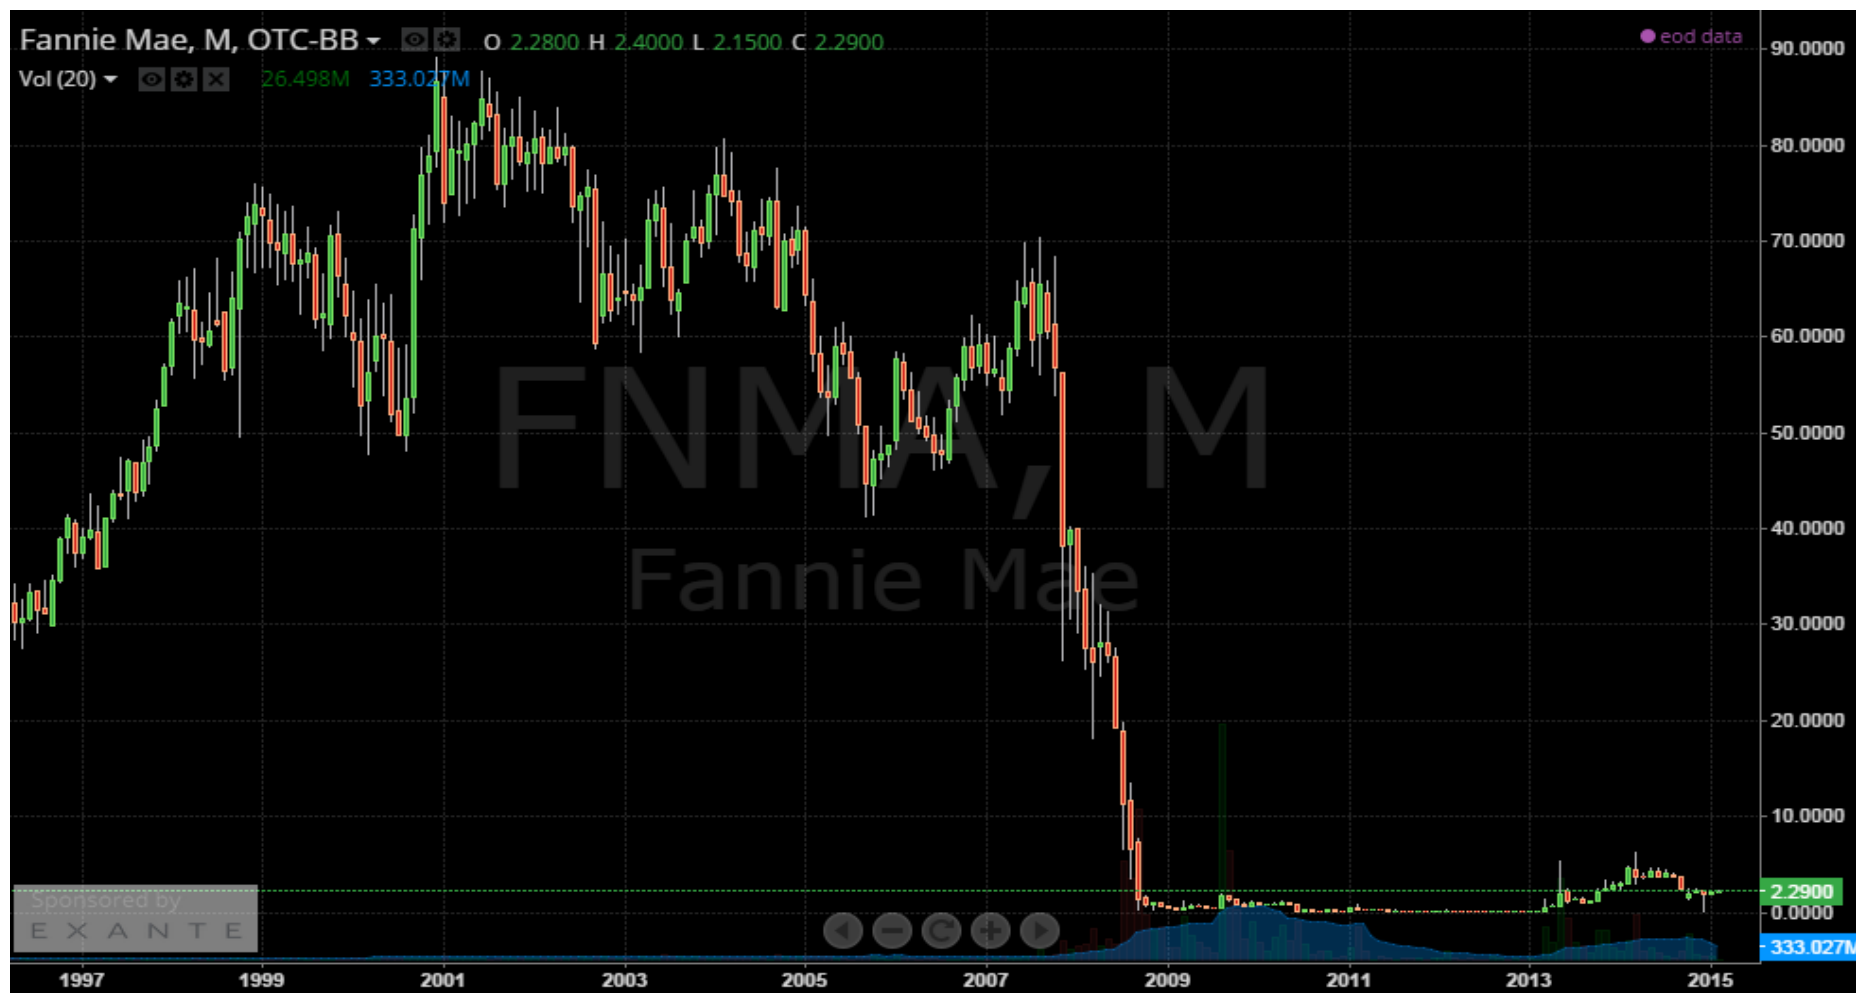 Fannie Mae, M, OTC-BB O 2.2800 H 2.4000 L 2.1500 C 2.2900
eod data
Vol (20) 26.498M 333.027M
90.0000
80.0000
70.0000
60.0000
50.0000
40.0000
30.0000
20.0000
10.0000
2.2900
0.0000
333.027M
FNMA, M
Fannie Mae
Sponsored by
EXANTE
1997 1999 2001 2003 2005 2007 2009 2011 2013 2015